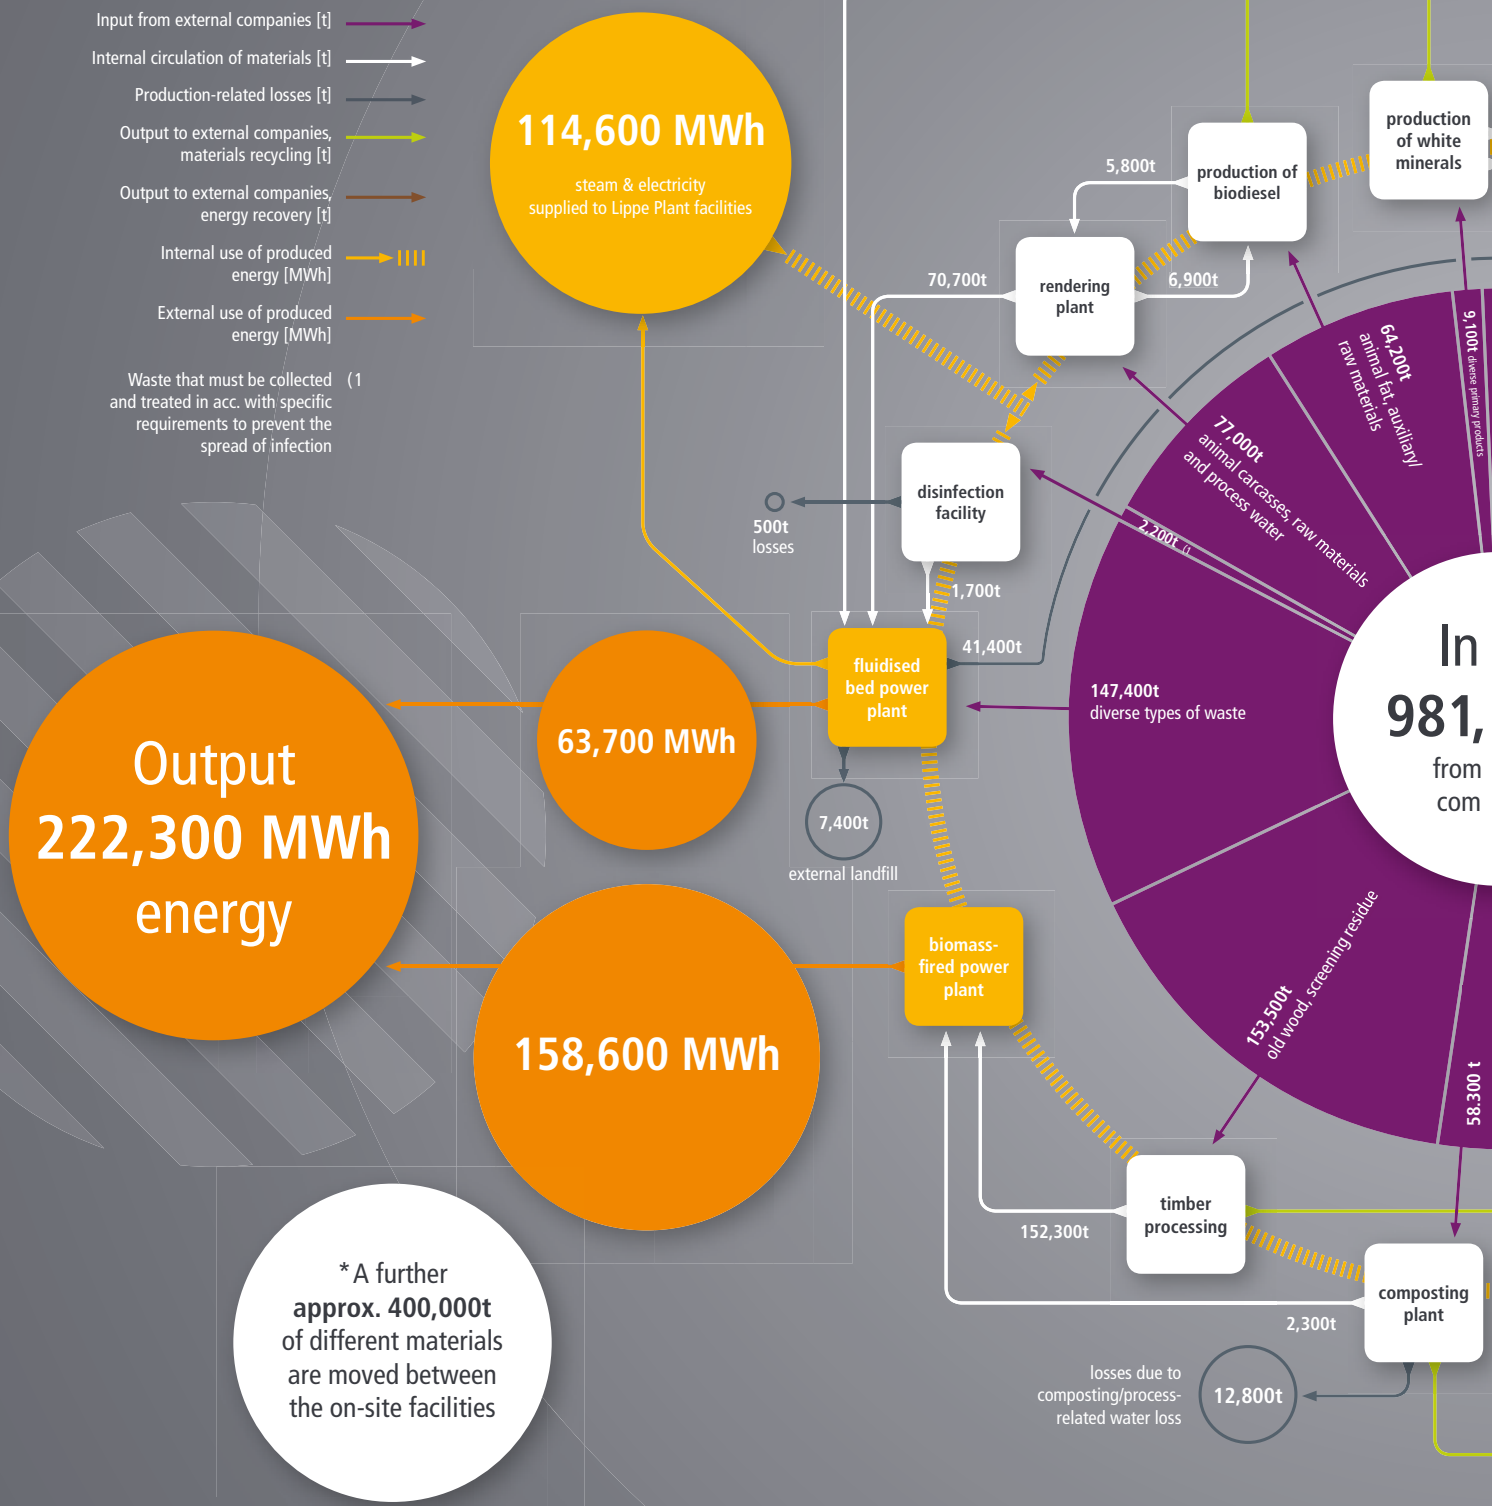 Input from external companies [t]
Internal circulation of materials [t]
Production-related losses [t]
Output to external companies,
materials recycling [t]
Output to external companies,
energy recovery [t]
Internal use of produced
energy [MWh]
External use of produced
energy [MWh]
Waste that must be collected (1
and treated in acc. with specific
requirements to prevent the
spread of infection
114,600 MWh
steam & electricity
supplied to Lippe Plant facilities
production
of white
minerals
production of
biodiesel
5,800t
rendering
plant
6,900t
70,700t
disinfection
facility
500t
losses
1,700t
fluidised
bed power
plant
41,400t
7,400t
external landfill
63,700 MWh
Output
222,300 MWh
energy
158,600 MWh
biomass-
fired power
plant
9,100t diverse primary products
64,200t
animal fat, auxiliary/
raw materials
77,000t
animal carcasses, raw materials
and process water
2,200t (1
147,400t
diverse types of waste
153,500t
old wood, screening residue
58.300 t
In
981,
from
com
timber
processing
152,300t
composting
plant
2,300t
losses due to
composting/process-
related water loss
12,800t
* A further
approx. 400,000t
of different materials
are moved between
the on-site facilities